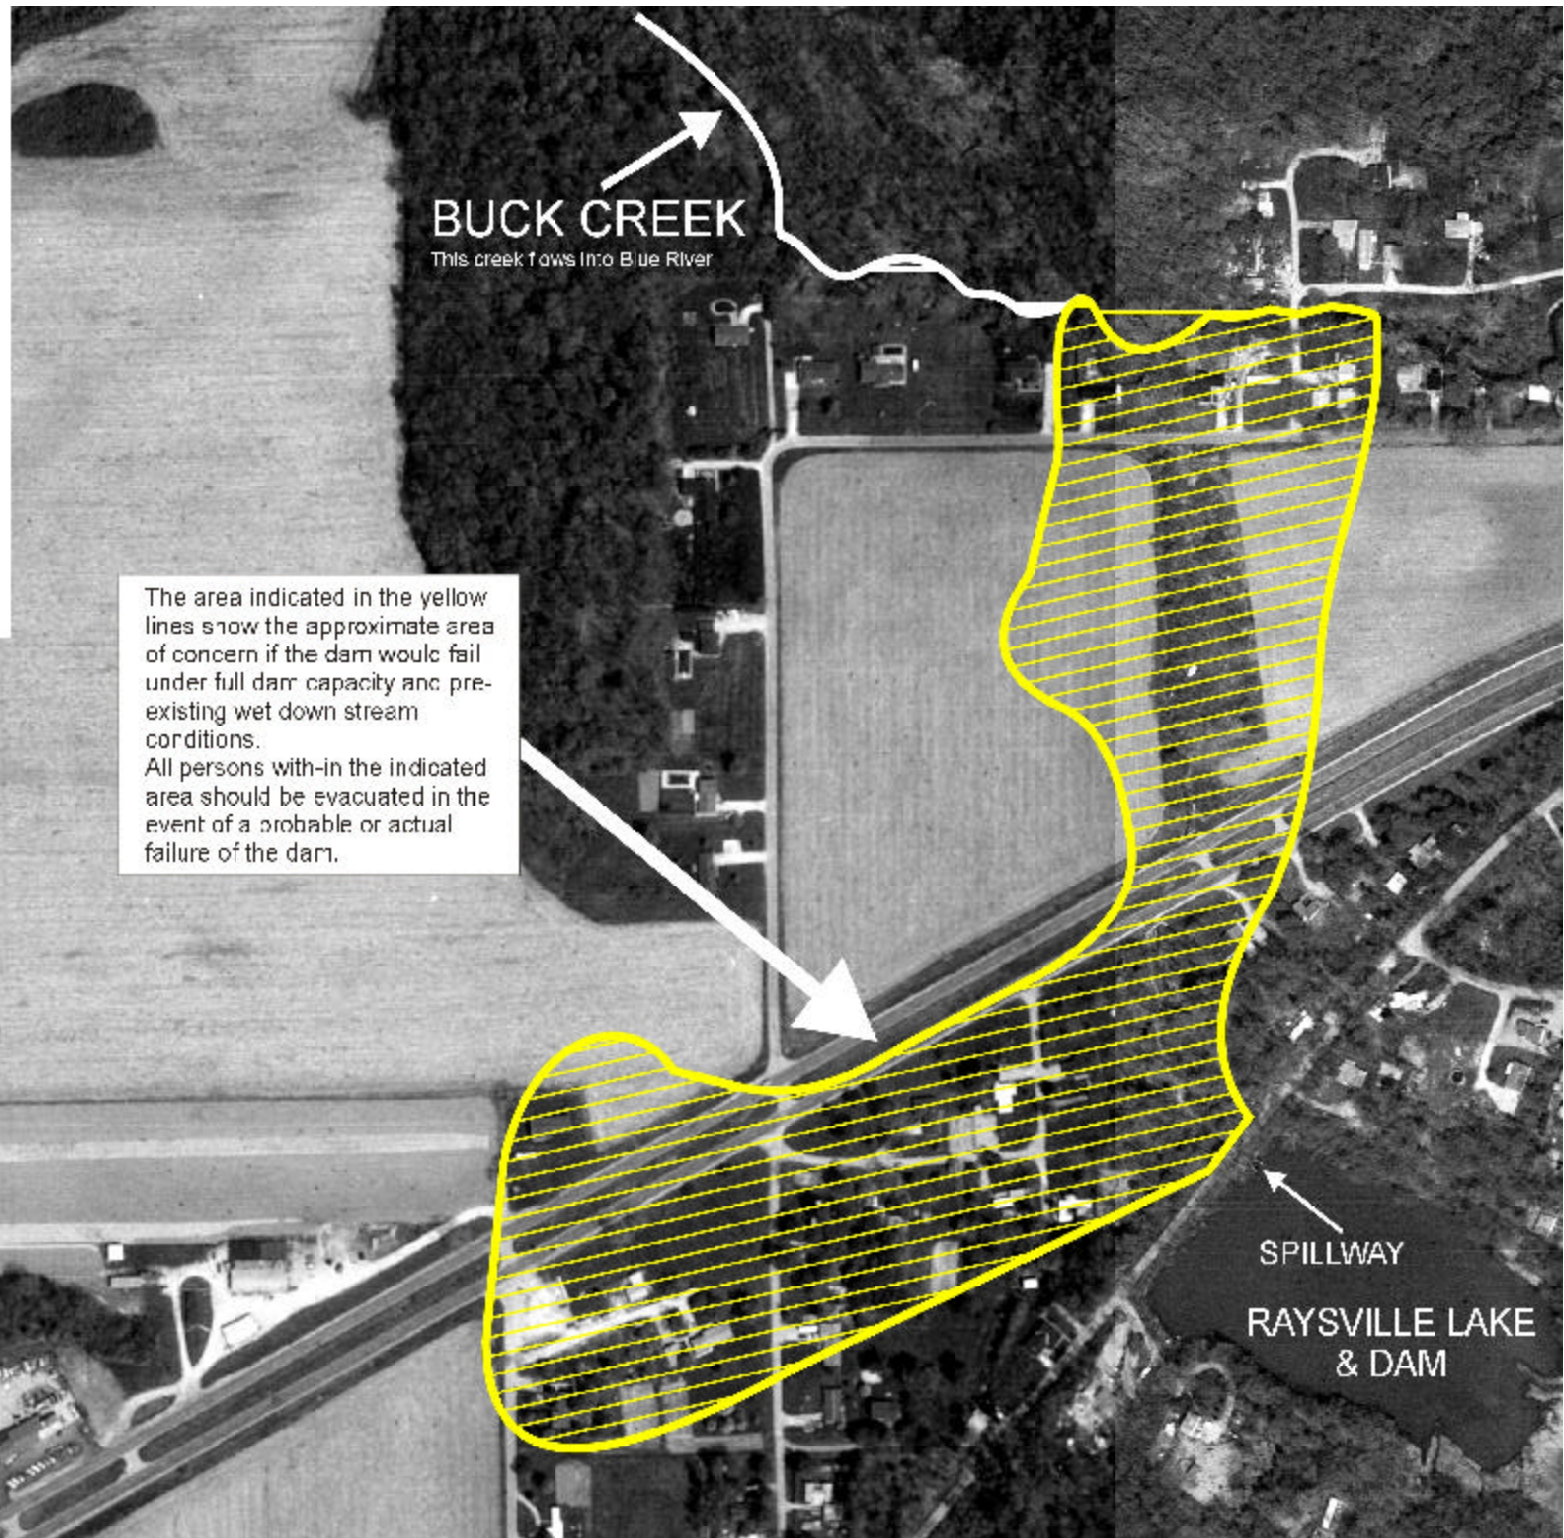 BUCK CREEK
This creek flows into Blue River
The area indicated in the yellow
lines show the approximate area
of concern if the dam would fail
under full dam capacity and pre-
existing wet down stream
conditions.
All persons with-in the indicated
area should be evacuated in the
event of a probable or actual
failure of the dam.
SPILLWAY
RAYSVILLE LAKE
& DAM